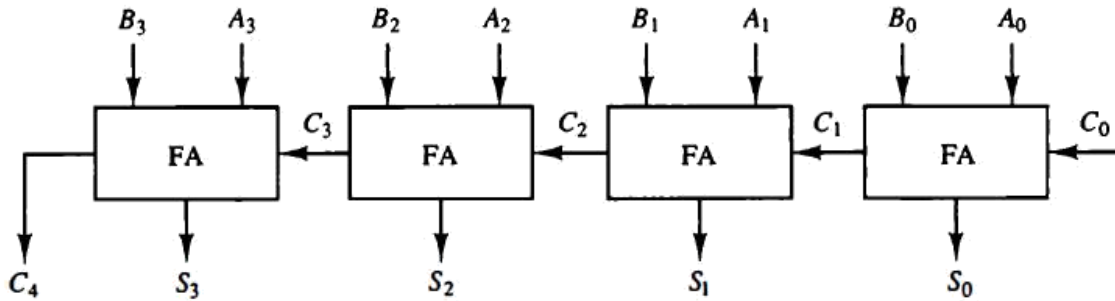 B₃ A₃ B₂ A₂ B₁ A₁ B₀ A₀
C₃ C₂ C₁ C₀
FA FA FA FA
C₄ S₃ S₂ S₁ S₀